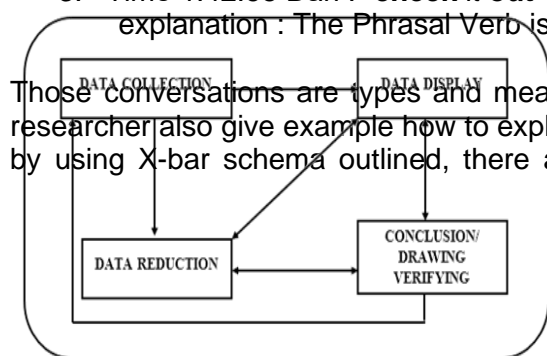 explanation : The Phrasal Verb is
DATA COLLECTION
DATA DISPLAY
Those conversations are types and mea
researcher also give example how to expl
by using X-bar schema outlined, there a
DATA REDUCTION
CONCLUSION/
DRAWING
VERIFYING